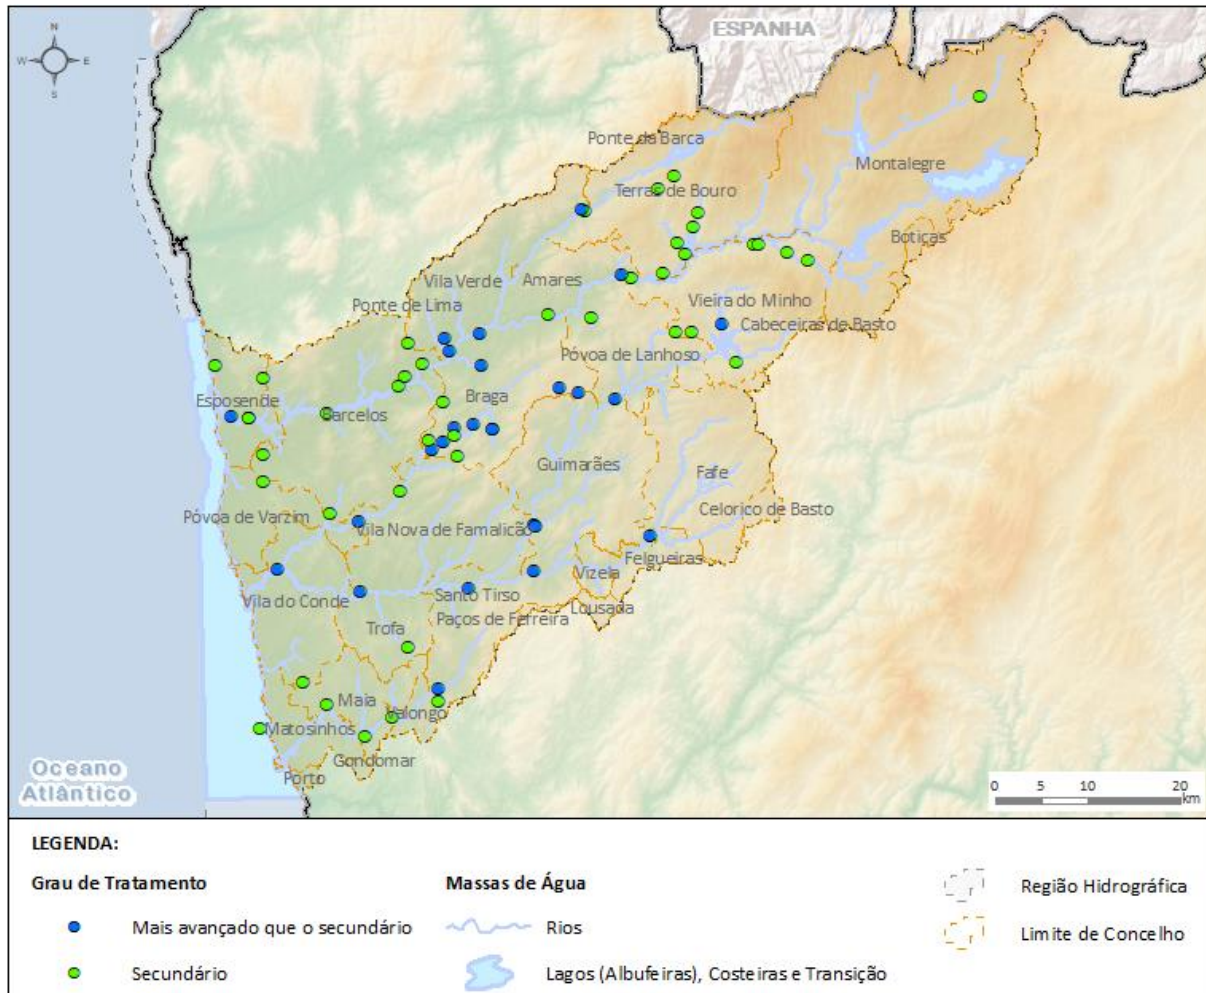 ESPANHA
N
W
E
S
Ponte da Barca
Montalegre
Terras de Bouro
Boticas
Vila Verde
Amares
Ponte de Lima
Vieira do Minho
Cabeceiras de Basto
Póvoa de Lanhoso
Braga
Esposende
Barcelos
Guimarães
Fafe
Póvoa de Varzim
Vila Nova de Famalicão
Celorico de Basto
Felgueiras
Vizela
Vila do Conde
Santo Tirso
Lousada
Paços de Ferreira
Trofa
Maia
Valongo
Matosinhos
Gondomar
Porto
Oceano
Atlântico
0 5 10 20
km
LEGENDA:
Grau de Tratamento
Mais avançado que o secundário
Secundário
Massas de Água
Rios
Lagos (Albufeiras), Costeiras e Transição
Região Hidrográfica
Limite de Concelho